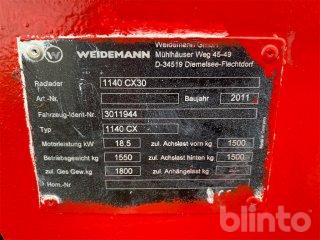 WEIDEMANN
Weidemann GmbH
Mühlhäuser Weg 45-49
D-34519 Diemelsee-Flechtdorf
Radlader 1140 CX30
Art.-Nr. Baujahr 2011
Fahrzeug-Ident-Nr. 3011944
Typ 1140 CX
Motorleistung kW 18.5 zul. Achslast vorn kg 1500
Betriebsgewicht kg 1550 zul. Achslast hinten kg 1500
zul. Ges Gew.kg 1800 zul. Anhängelast kg
Hom.-Nr.
blinto